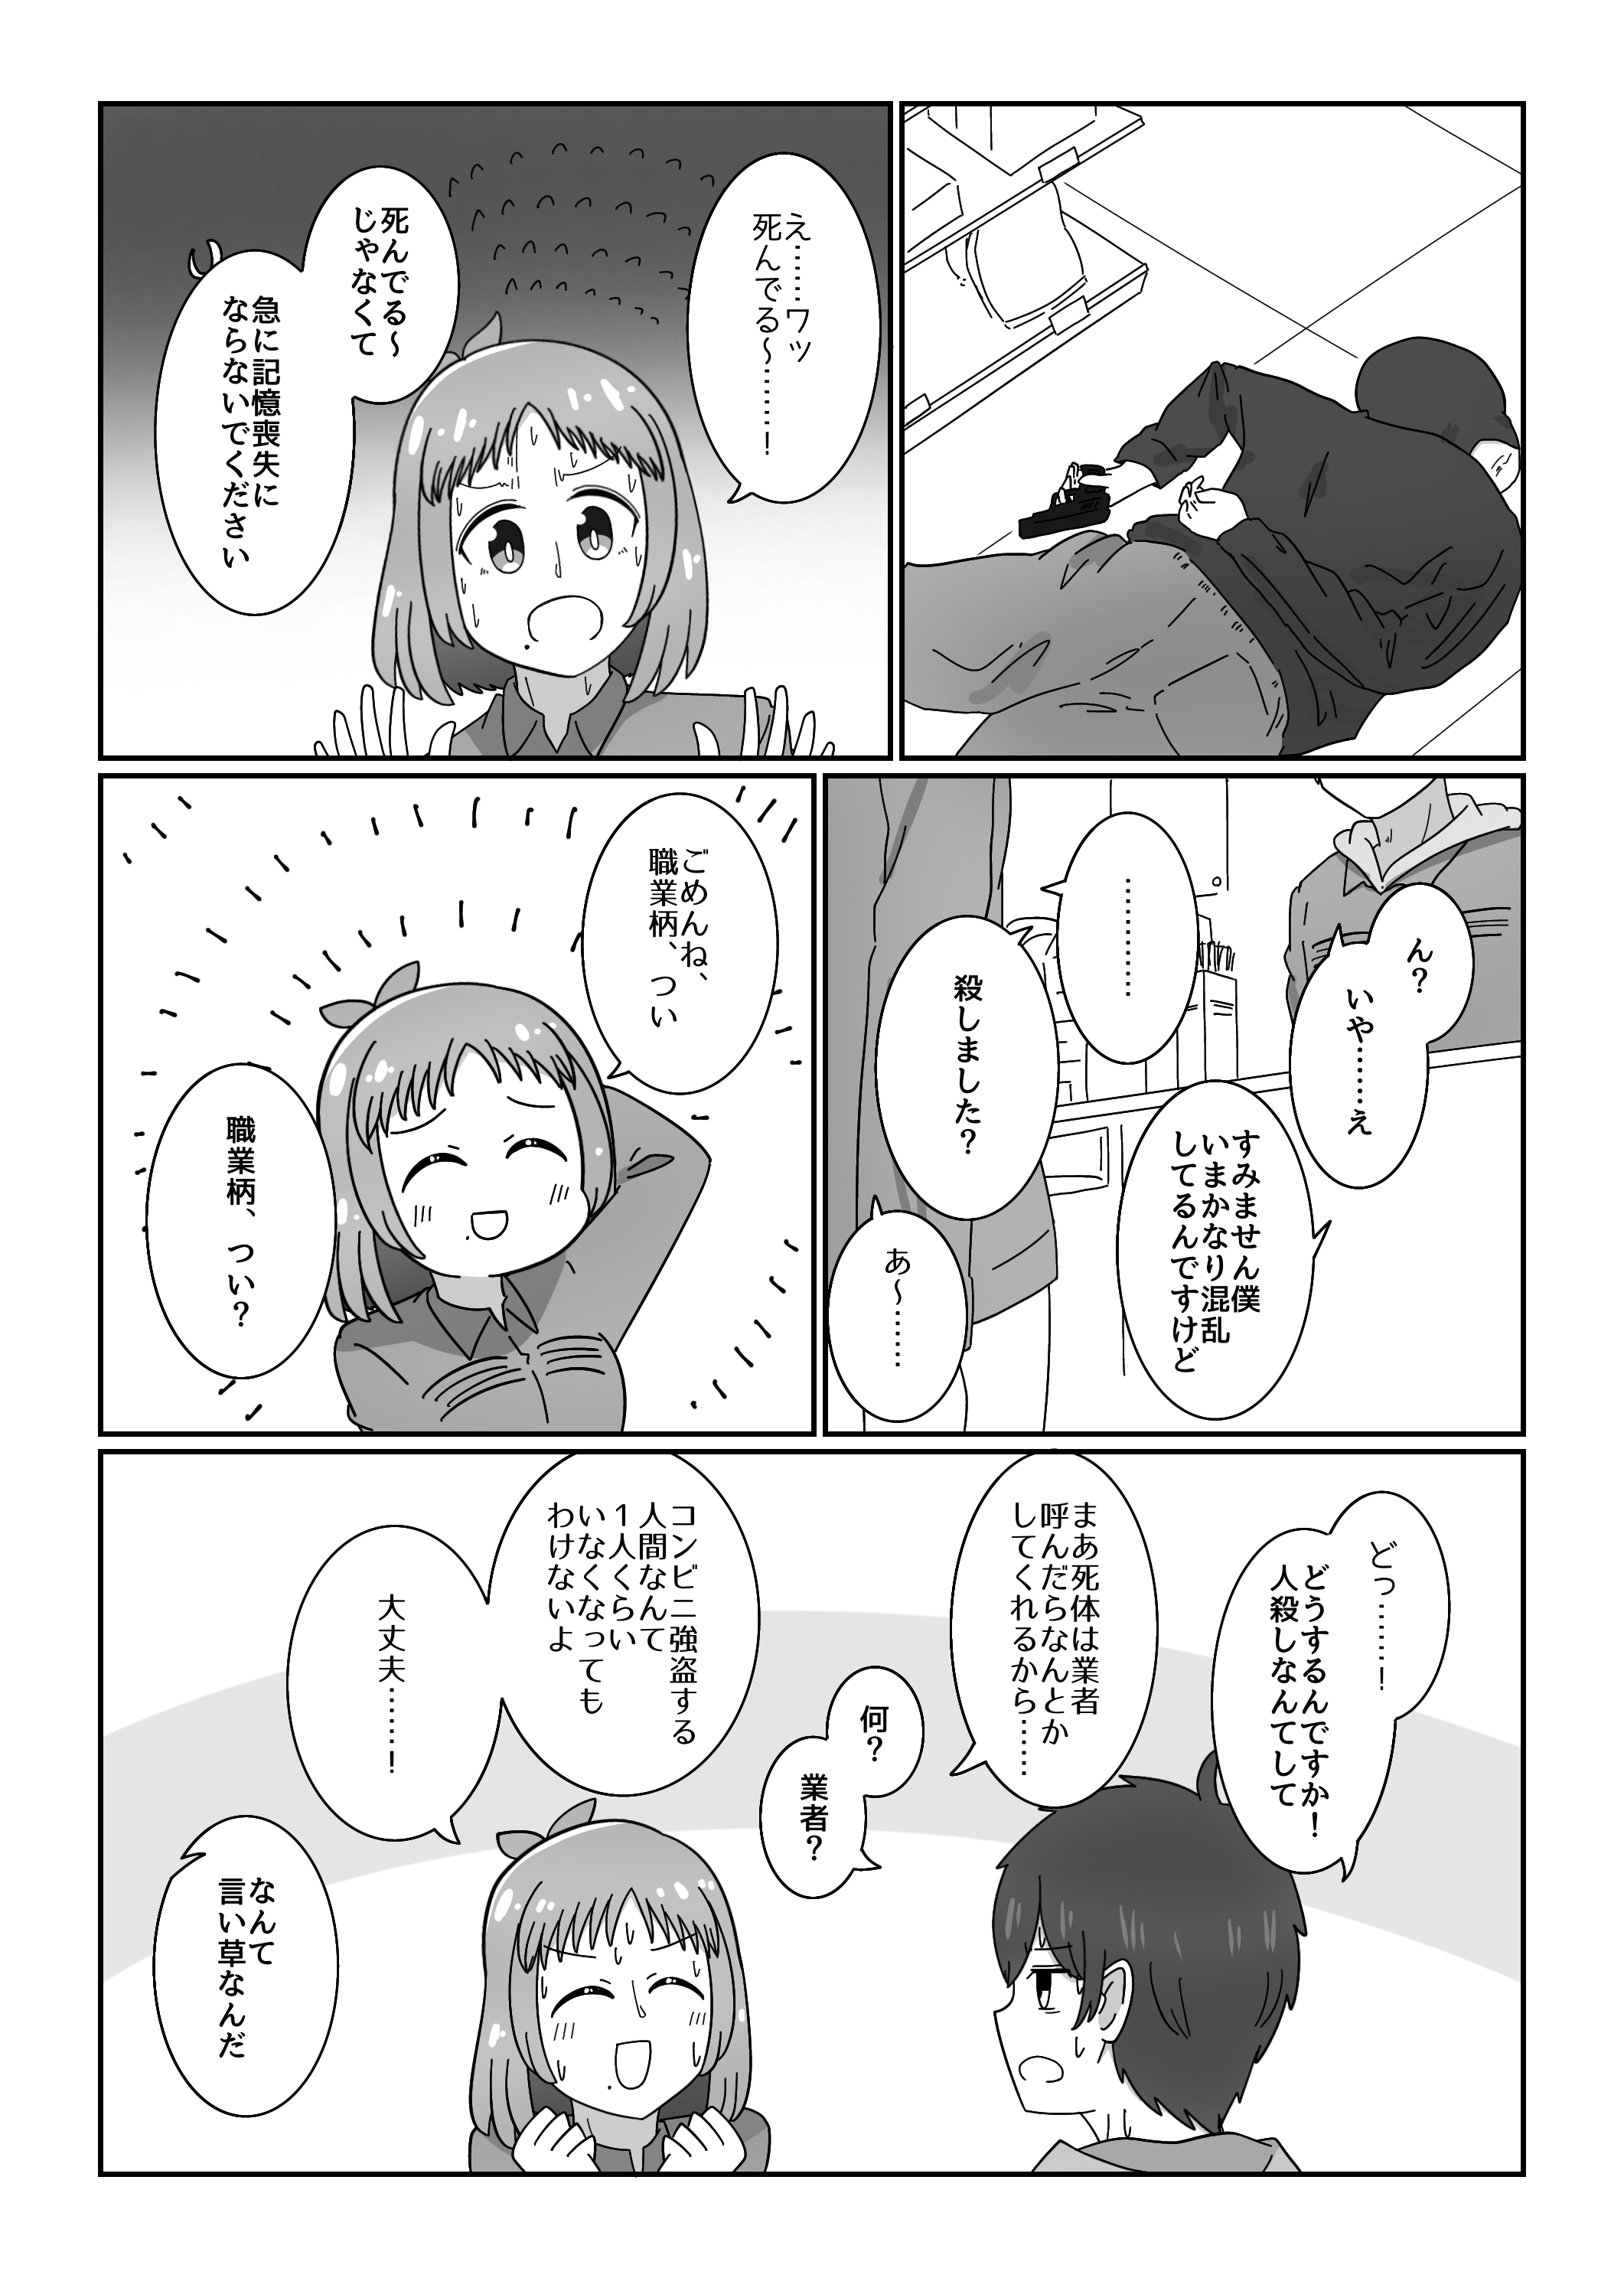 え……ワッ
死んでる～………！
死んでる～
じゃなくて
急に記憶喪失に
ならないでください
ん？
いや……え
すみません僕
いまかなり混乱
してるんですけど
…………
殺しました？
あ～……
ごめんね、
職業柄、つい
職業柄、つい？
どっ……！
どうするんですか！
人殺しなんてして
まあ死体は業者
呼んだらなんとか
してくれるから……
何？
業者？
コンビニ強盗する
人間なんて
１人くらい
いなくなっても
わけないよ
大丈夫……！
なんて
言い草なんだ